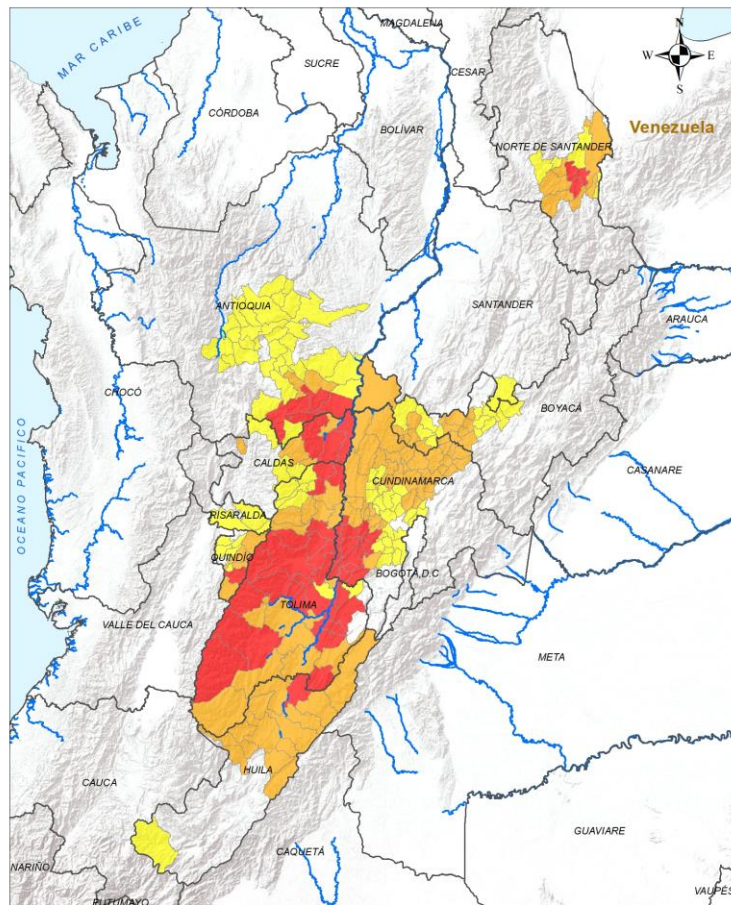 MAGDALENA
MAR CARIBE
N
W
E
S
SUCRE
CESAR
CÓRDOBA
BOLÍVAR
Venezuela
NORTE DE SANTANDER
ANTIOQUIA
SANTANDER
ARAUCA
CHOCÓ
BOYACÁ
OCEANO PACIFICO
CALDAS
CUNDINAMARCA
CASANARE
RISARALDA
QUINDÍO
BOGOTÁ, D.C
TOLIMA
VALLE DEL CAUCA
META
HUILA
CAUCA
GUAVIARE
CAQUETÁ
NARIÑO
PUTUMAYO
VAUPÉS